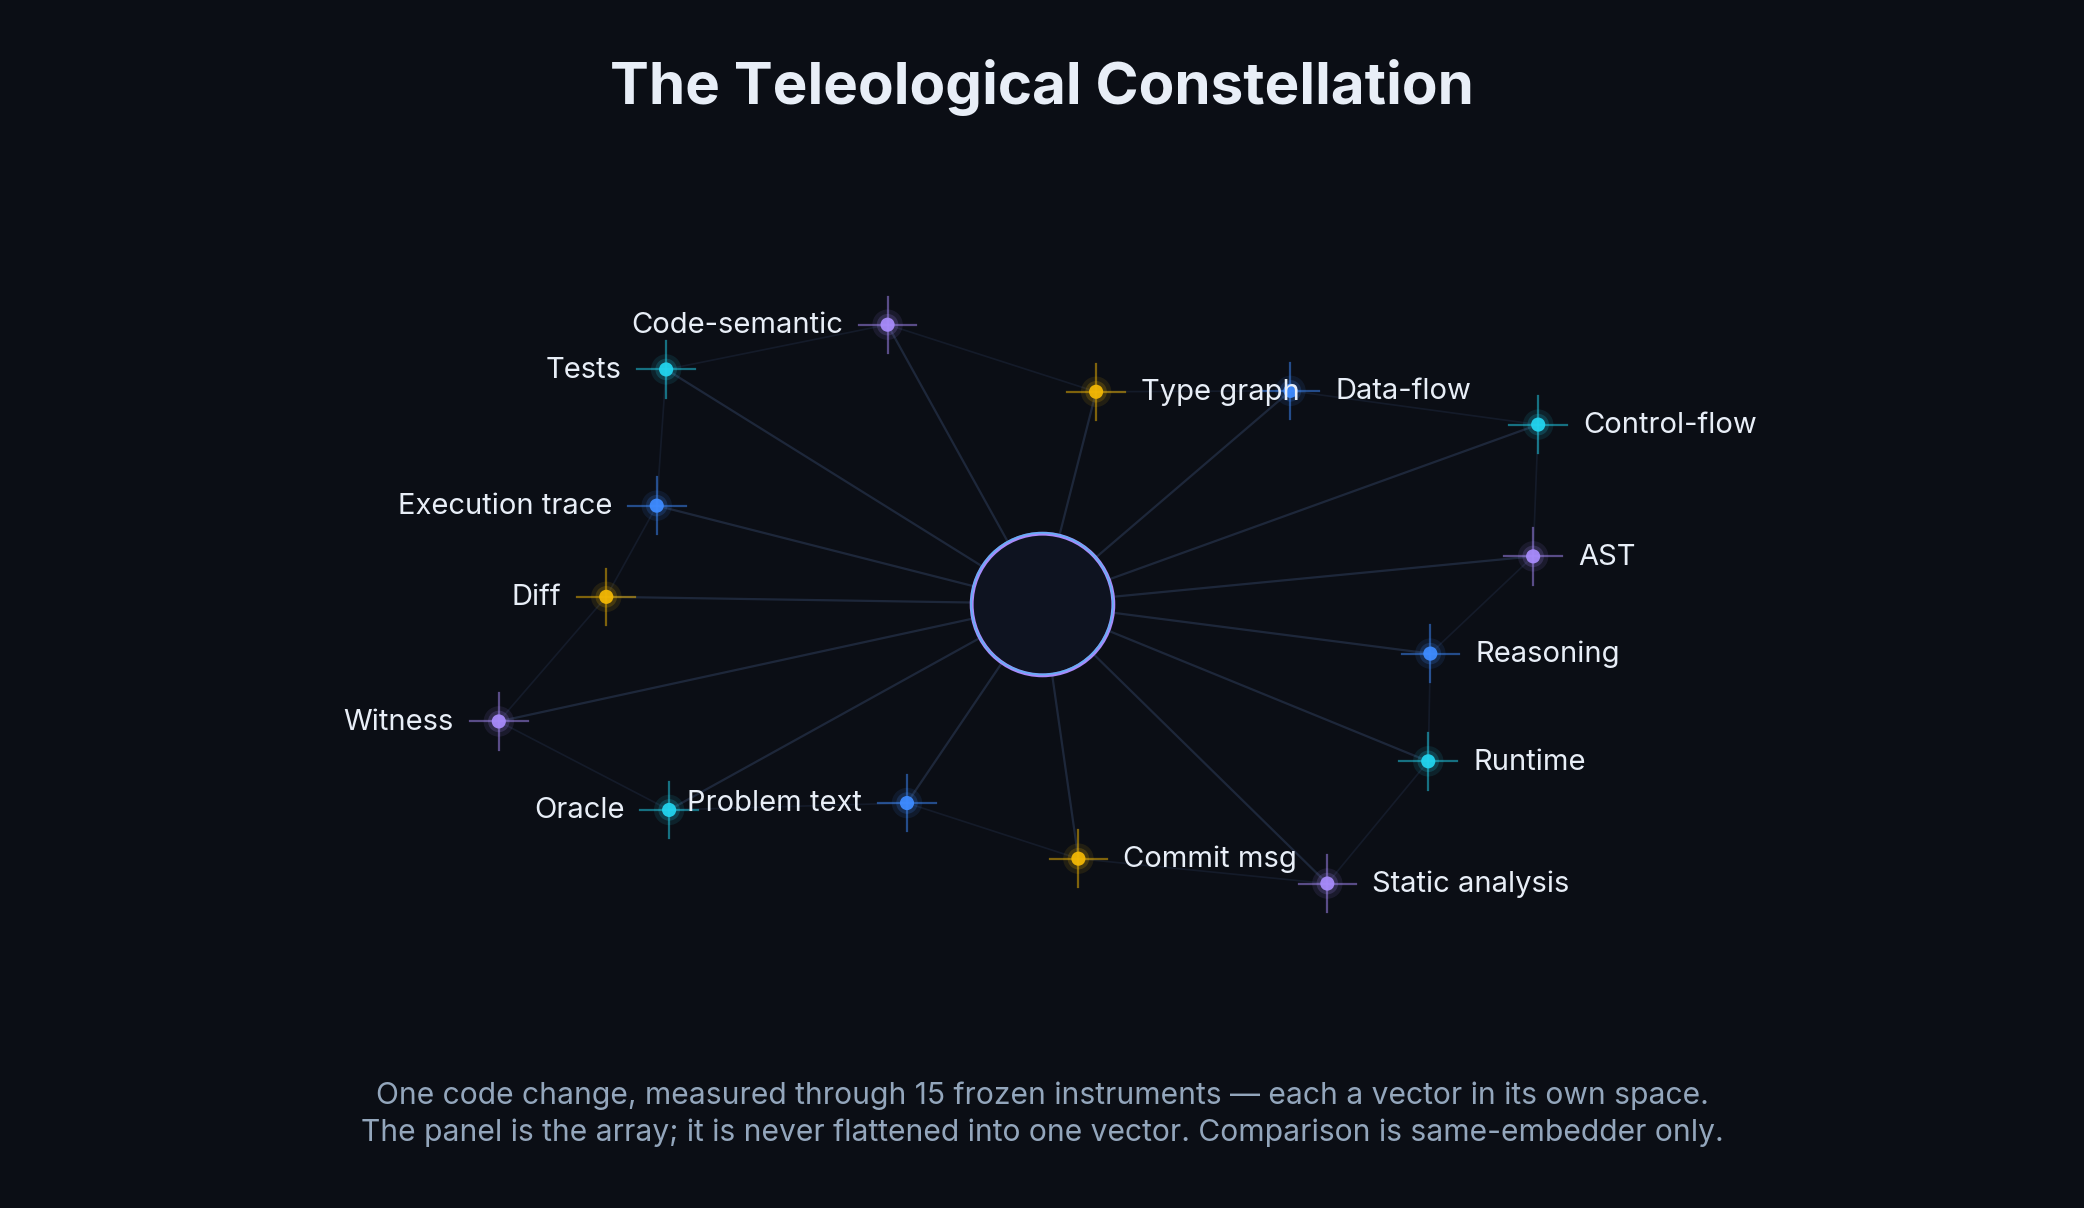 The Teleological Constellation
Code-semantic
Tests
Type graph
Data-flow
Control-flow
Execution trace
AST
Diff
Reasoning
Witness
Runtime
Oracle
Problem text
Commit msg
Static analysis
One code change, measured through 15 frozen instruments — each a vector in its own space.
The panel is the array; it is never flattened into one vector. Comparison is same-embedder only.